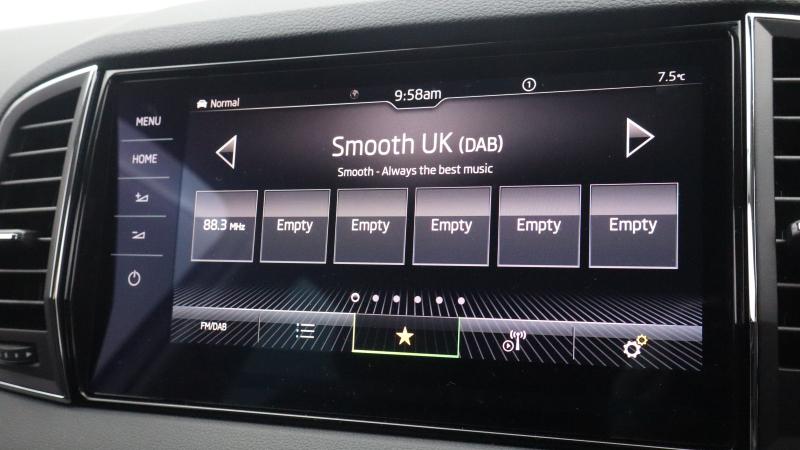 Normal
9:58am
1
7.5°C
MENU
HOME
Smooth UK (DAB)
Smooth - Always the best music
88.3 MHz
Empty
Empty
Empty
Empty
Empty
FM/DAB